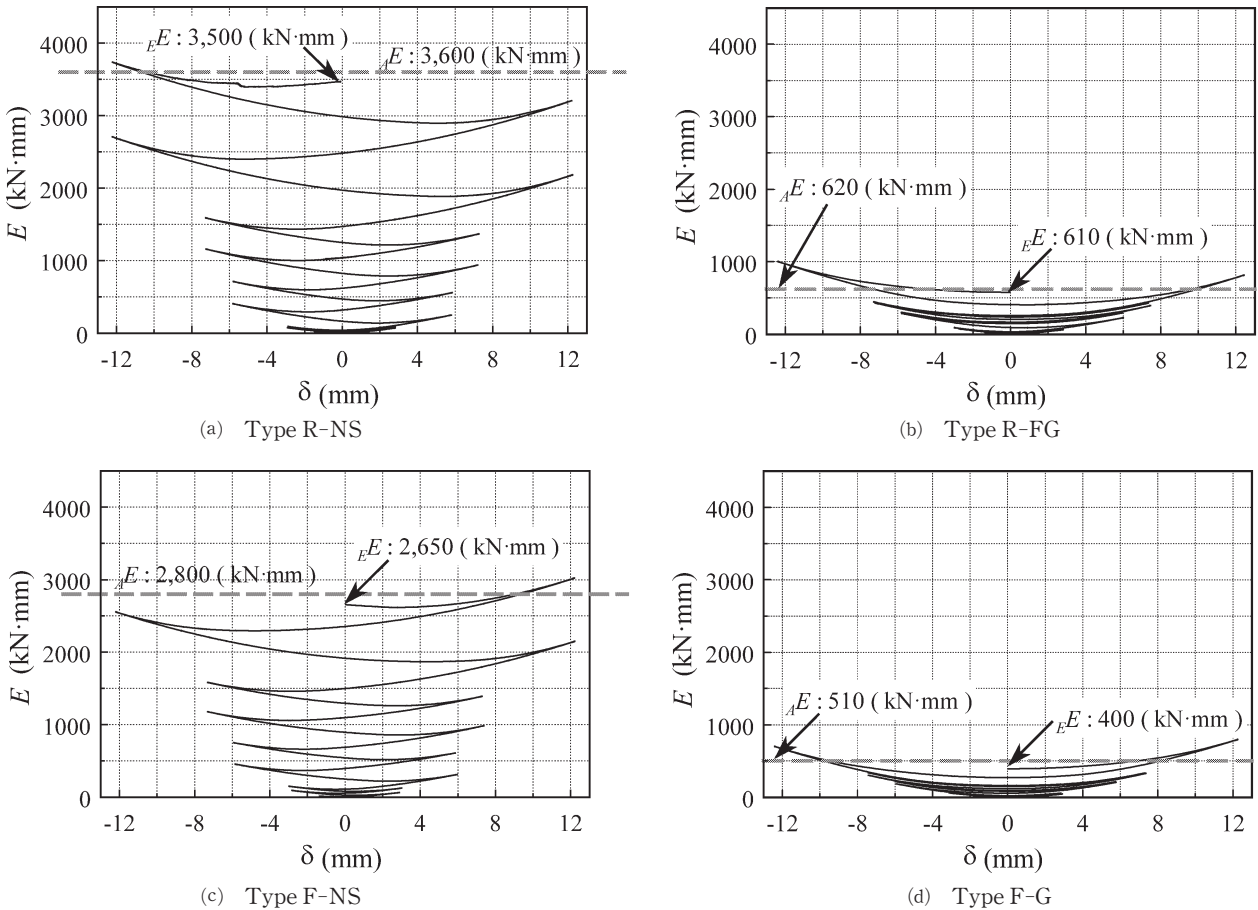 4000
3000
2000
1000
0
EE : 3,500 ( kN·mm )
AE : 3,600 ( kN·mm )
E (kN·mm)
-12 -8 -4 0 4 8 12
δ (mm)
(a) Type R-NS
4000
3000
2000
1000
0
AE : 620 ( kN·mm )
EE : 610 ( kN·mm )
E (kN·mm)
-12 -8 -4 0 4 8 12
δ (mm)
(b) Type R-FG
4000
3000
2000
1000
0
EE : 2,650 ( kN·mm )
AE : 2,800 ( kN·mm )
E (kN·mm)
-12 -8 -4 0 4 8 12
δ (mm)
(c) Type F-NS
4000
3000
2000
1000
0
AE : 510 ( kN·mm )
EE : 400 ( kN·mm )
E (kN·mm)
-12 -8 -4 0 4 8 12
δ (mm)
(d) Type F-G